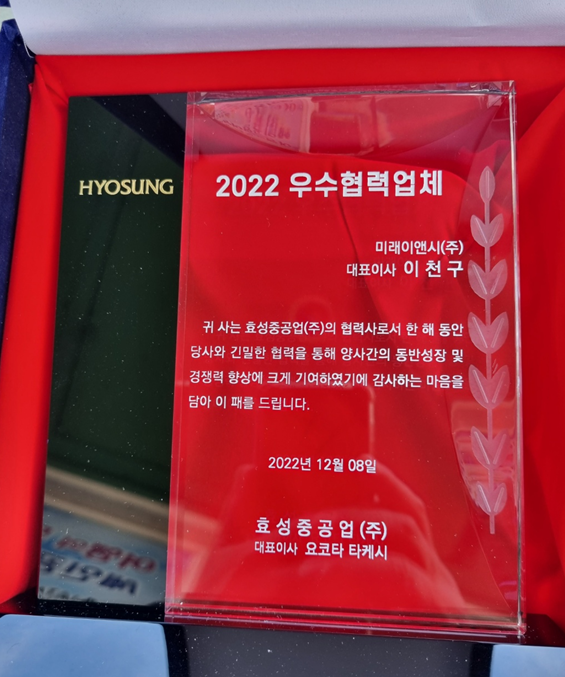 HYOSUNG
2022 우수협력업체
미래이앤시(주)
대표이사 이 천 구
귀 사는 효성중공업(주)의 협력사로서 한 해 동안
당사와 긴밀한 협력을 통해 양사간의 동반성장 및
경쟁력 향상에 크게 기여하였기에 감사하는 마음을
담아 이 패를 드립니다.
2022년 12월 08일
효 성 중 공 업 (주)
대표이사 요코타 타케시